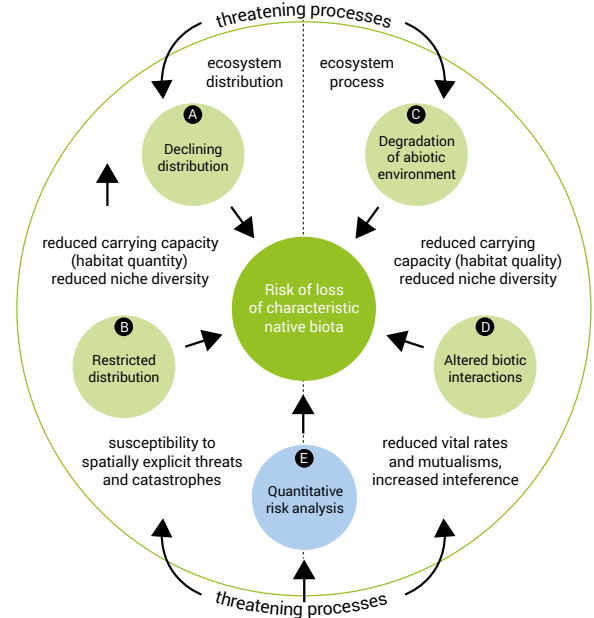 threatening processes
ecosystem
distribution
ecosystem
process
A
Declining
distribution
C
Degradation
of abiotic
environment
reduced carrying capacity
(habitat quantity)
reduced niche diversity
reduced carrying
capacity (habitat quality)
reduced niche diversity
Risk of loss
of characteristic
native biota
B
Restricted
distribution
D
Altered biotic
interactions
susceptibility to
spatially explicit threats
and catastrophes
reduced vital rates
and mutualisms,
increased inteference
E
Quantitative
risk analysis
threatening processes